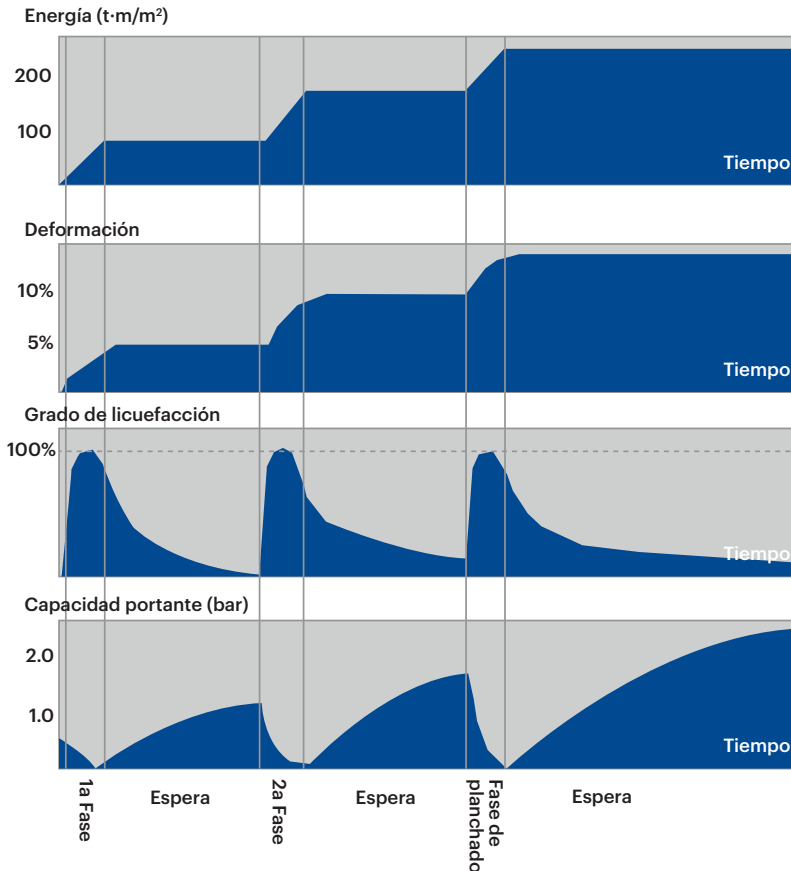 Energía (t·m/m²)
200
100
Tiempo
Deformación
10%
5%
Tiempo
Grado de licuefacción
100%
Tiempo
Capacidad portante (bar)
2.0
1.0
Tiempo
1a Fase
Espera
2a Fase
Espera
Fase de
planchado
Espera